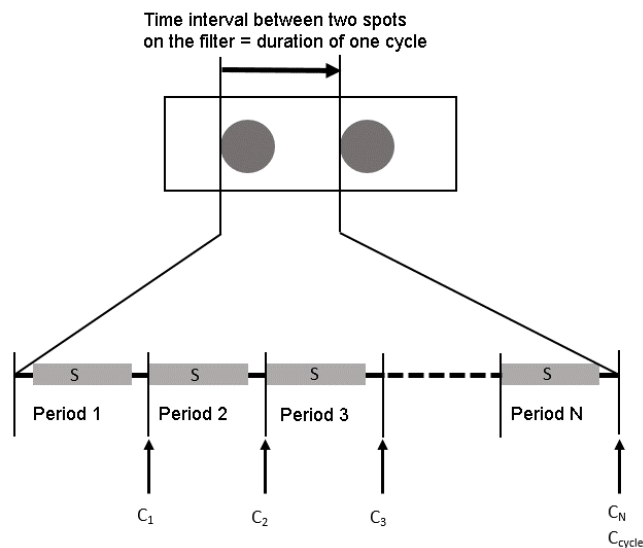 Time interval between two spots
on the filter = duration of one cycle
S
S
S
S
Period 1
Period 2
Period 3
Period N
C1
C2
C3
CN
Ccycle